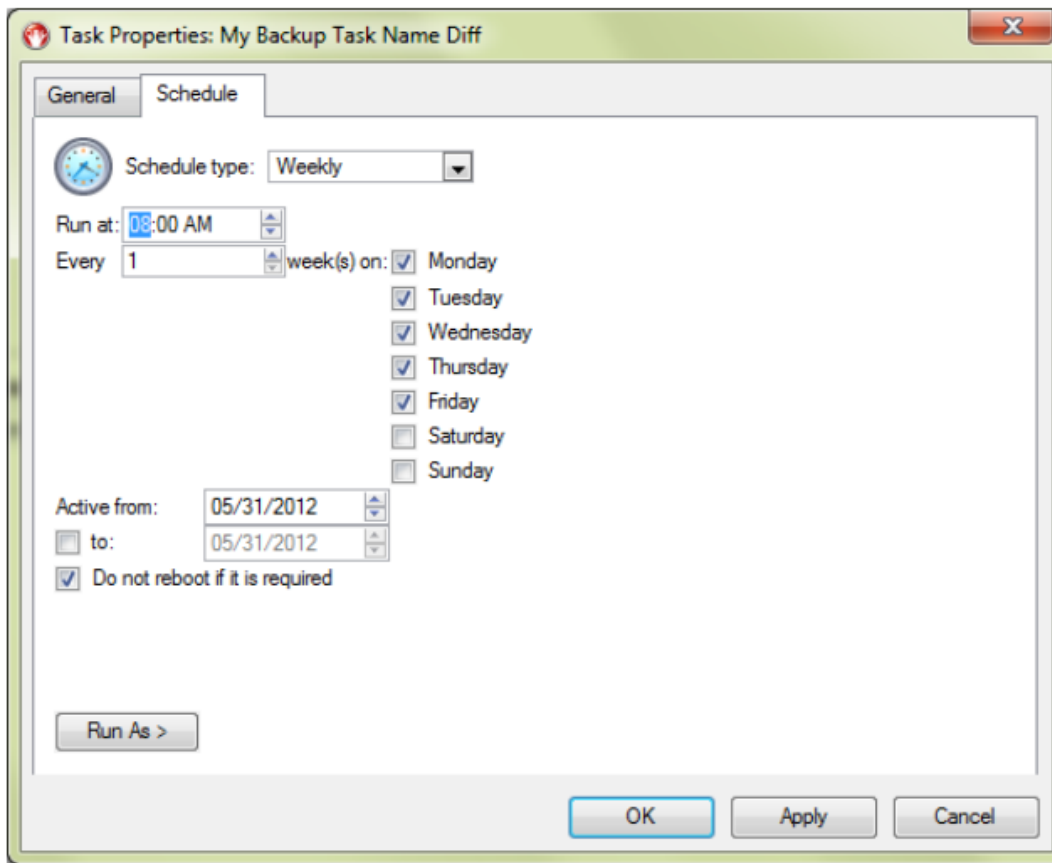 Task Properties: My Backup Task Name Diff
General
Schedule
Schedule type:
Weekly
Run at:
08:00 AM
Every
1
week(s) on:
Monday
Tuesday
Wednesday
Thursday
Friday
Saturday
Sunday
Active from:
05/31/2012
to:
05/31/2012
Do not reboot if it is required
Run As >
OK
Apply
Cancel